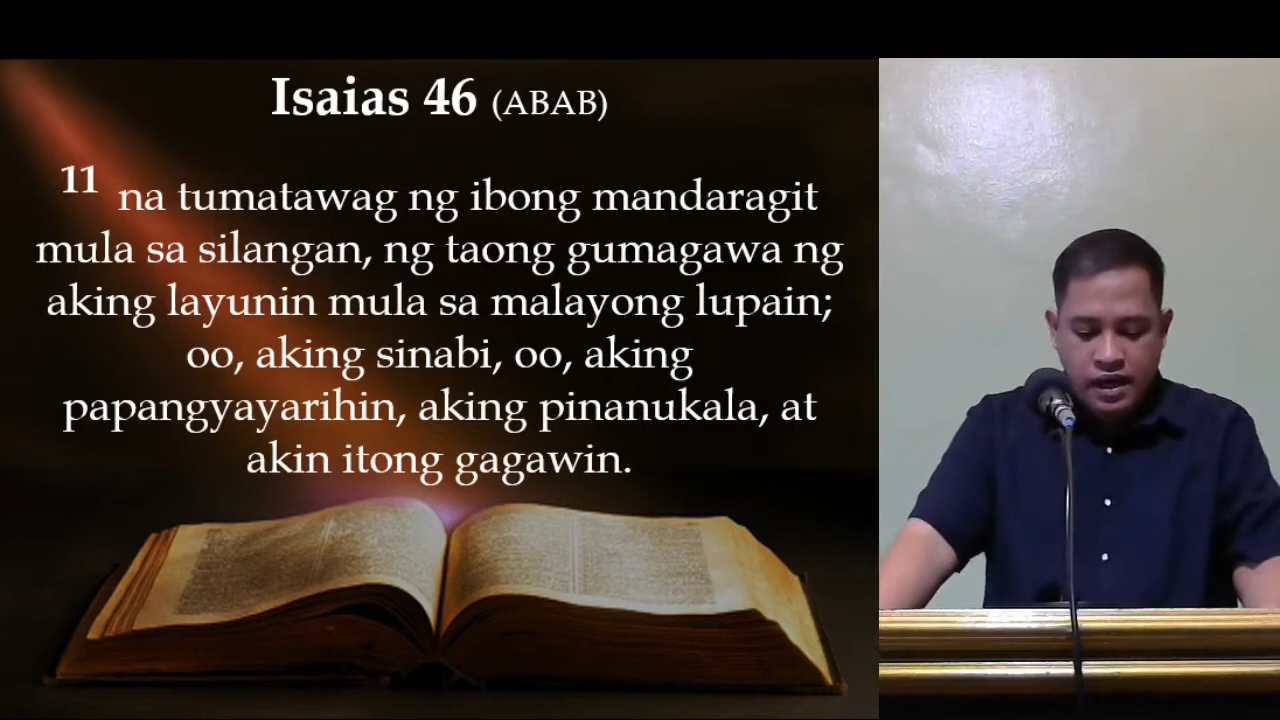 Isaias 46 (ABAB)
11 na tumatawag ng ibong mandaragit
mula sa silangan, ng taong gumagawa ng
aking layunin mula sa malayong lupain;
oo, aking sinabi, oo, aking
papangyayarihin, aking pinanukala, at
akin itong gagawin.